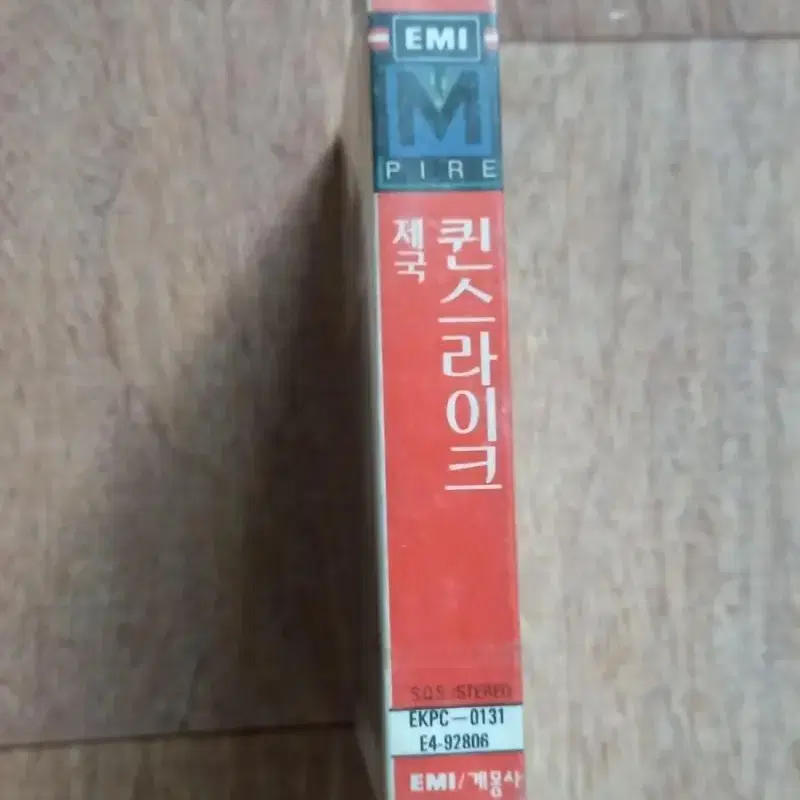 EMI
M
PIRE
퀸스라이크
제국
S.Q.S. STEREO
EKPC-0131
E4-92806
EMI/계몽사